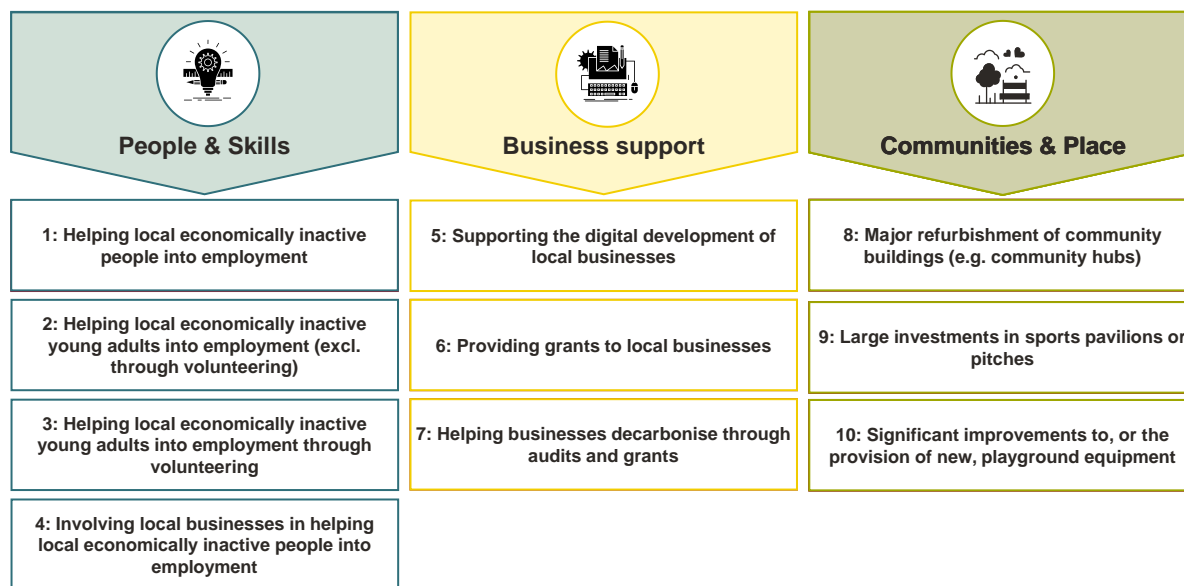 People & Skills
1: Helping local economically inactive
people into employment
2: Helping local economically inactive
young adults into employment (excl.
through volunteering)
3: Helping local economically inactive
young adults into employment through
volunteering
4: Involving local businesses in helping
local economically inactive people into
employment
Business support
5: Supporting the digital development of
local businesses
6: Providing grants to local businesses
7: Helping businesses decarbonise through
audits and grants
Communities & Place
8: Major refurbishment of community
buildings (e.g. community hubs)
9: Large investments in sports pavilions or
pitches
10: Significant improvements to, or the
provision of new, playground equipment